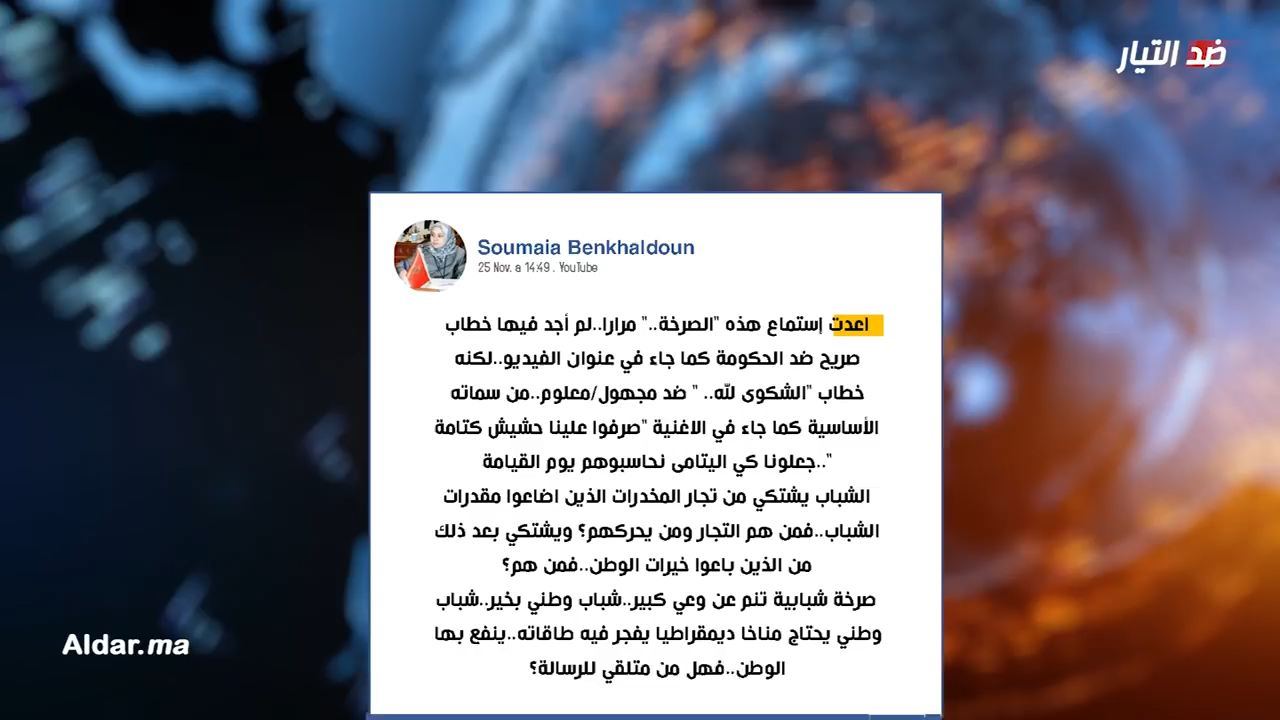 ضد التيار
Soumaia Benkhaldoun
25 Nov. a 14:49 . YouTube
اعدت إستماع هذه "الصرخة.." مرارا..لم أجد فيها خطاب
صريح ضد الحكومة كما جاء في عنوان الفيديو..لكنه
خطاب "الشكوى لله.. " ضد مجهول/معلوم..من سماته
الأساسية كما جاء في الاغنية "صرفوا علينا حشيش كتامة
"..جعلونا كي اليتامى نحاسبوهم يوم القيامة
الشباب يشتكي من تجار المخدرات الذين اضاعوا مقدرات
الشباب..فمن هم التجار ومن يحركهم؟ ويشتكي بعد ذلك
من الذين باعوا خيرات الوطن..فمن هم؟
صرخة شبابية تنم عن وعي كبير..شباب وطني بخير..شباب
وطني يحتاج مناخا ديمقراطيا يفجر فيه طاقاته..ينفع بها
الوطن..فهل من متلقي للرسالة؟
Aldar.ma